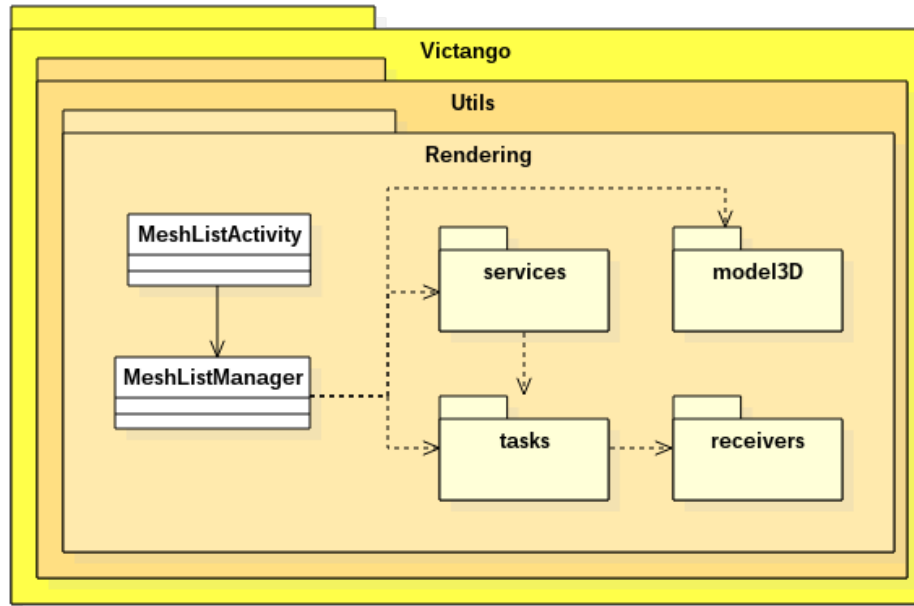 Victango
Utils
Rendering
MeshListActivity
services
model3D
MeshListManager
tasks
receivers